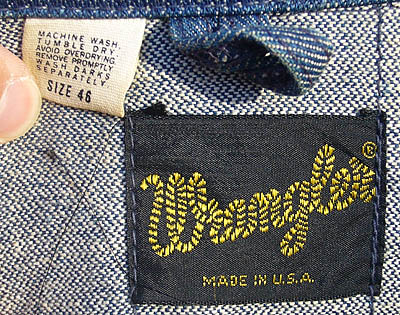 MACHINE WASH.
TUMBLE DRY
AVOID OVERDRYING.
REMOVE PROMPTLY
WASH DARKS
SEPARATELY
SIZE 46
Wrangler®
MADE IN U.S.A.